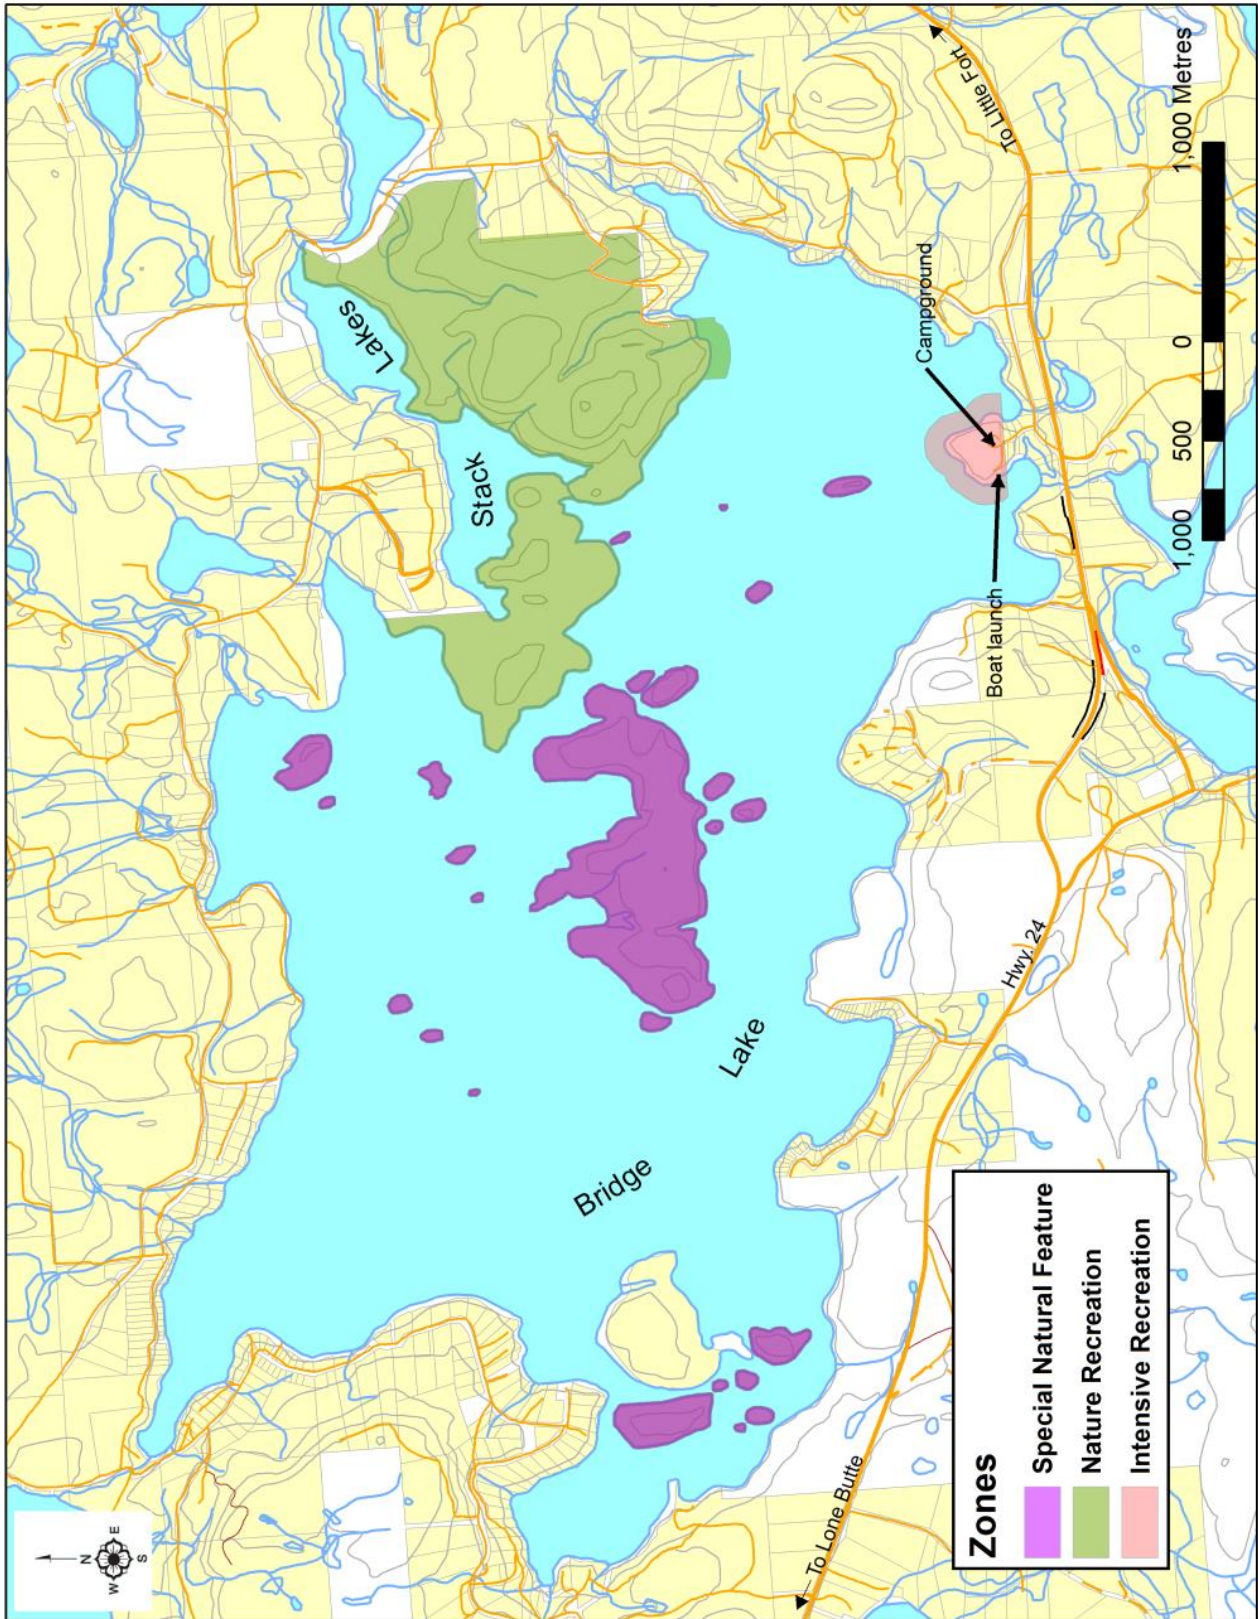 N
W E
S
Lakes
Stack
Bridge
Lake
To Little Fort
Campground
Boat launch
Hwy. 24
To Lone Butte
1,000 500 0 1,000 Metres
Zones
Special Natural Feature
Nature Recreation
Intensive Recreation